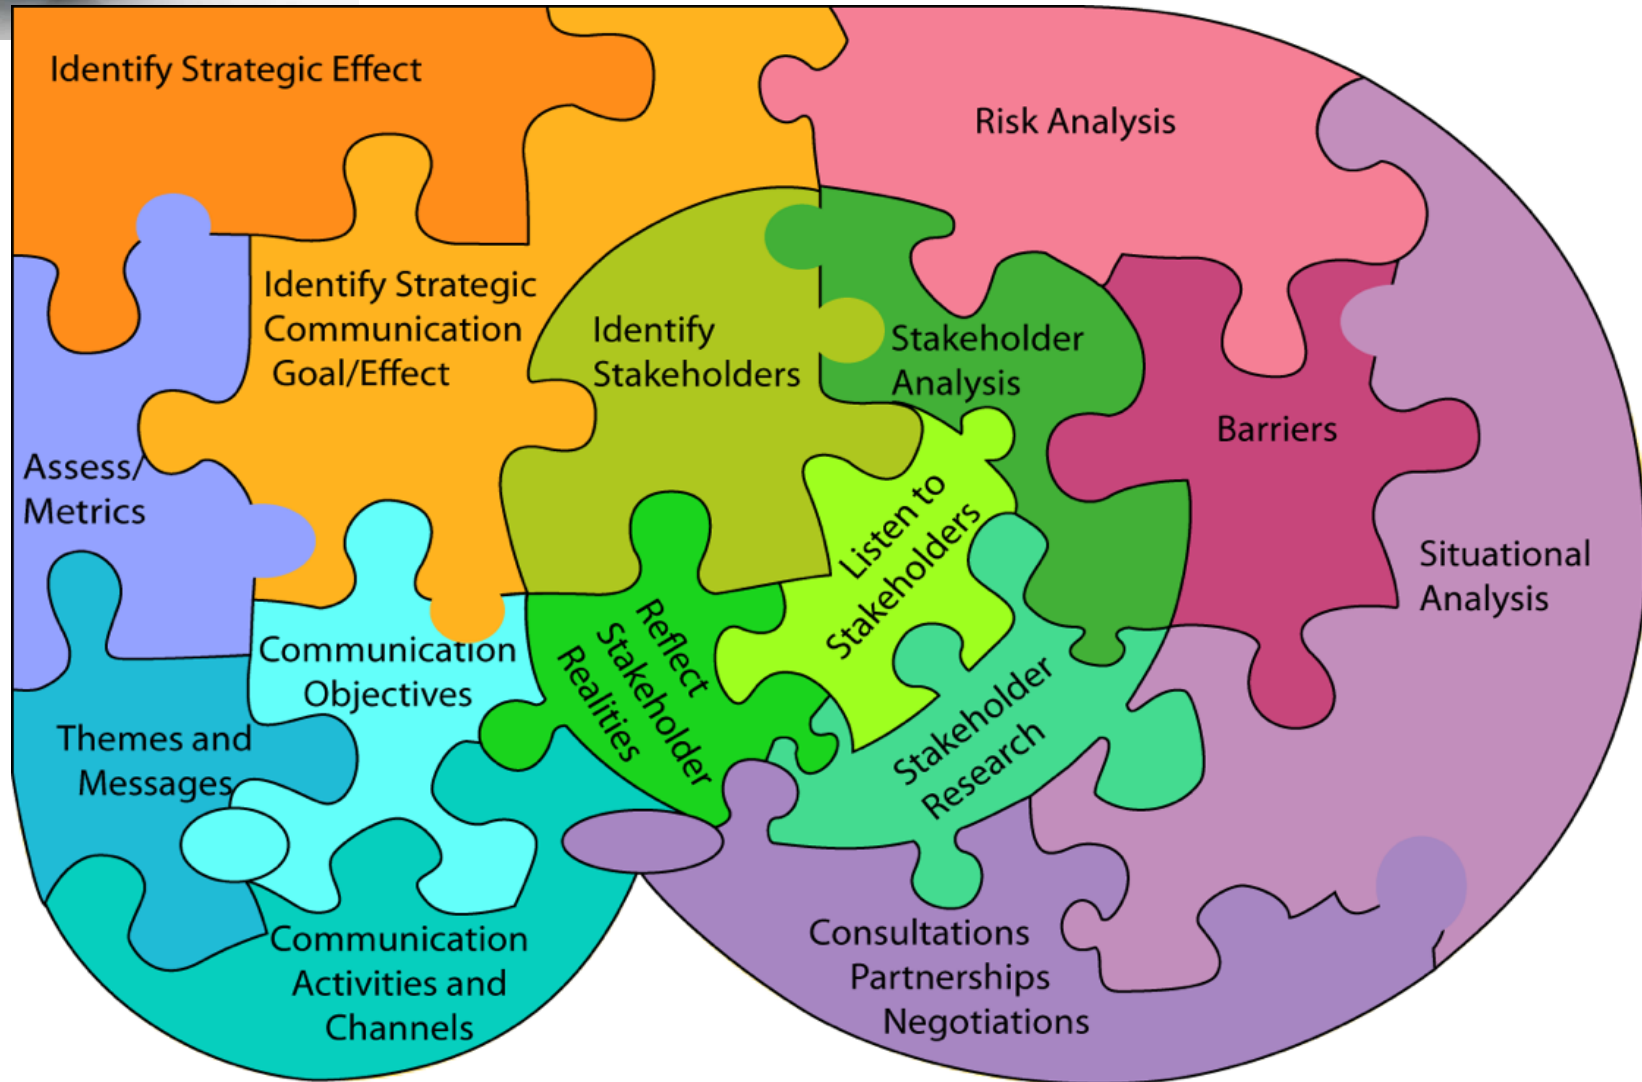 Identify Strategic Effect
Risk Analysis
Identify Strategic
Communication
Goal/Effect
Identify
Stakeholders
Stakeholder
Analysis
Barriers
Assess/
Metrics
Listen to
Stakeholders
Situational
Analysis
Reflect
Stakeholder
Realities
Communication
Objectives
Stakeholder
Research
Themes and
Messages
Communication
Activities and
Channels
Consultations
Partnerships
Negotiations